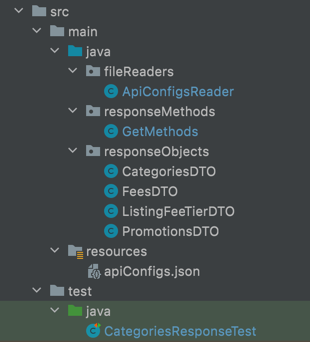 src
main
java
fileReaders
ApiConfigsReader
responseMethods
GetMethods
responseObjects
CategoriesDTO
FeesDTO
ListingFeeTierDTO
PromotionsDTO
resources
apiConfigs.json
test
java
CategoriesResponseTest